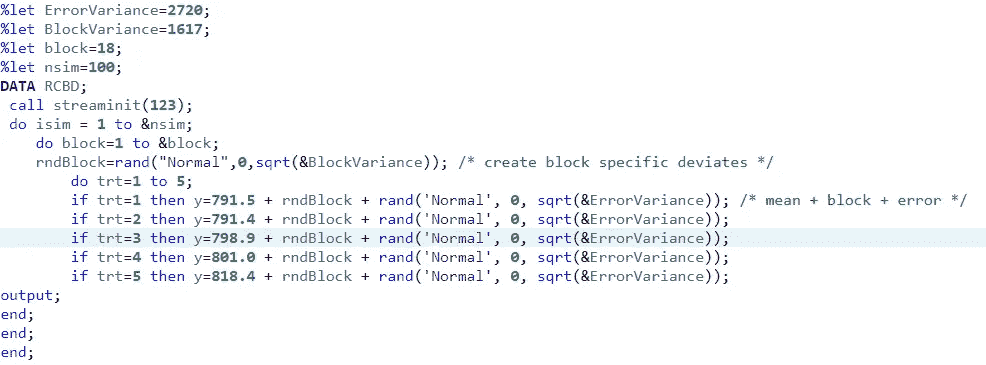 %let ErrorVariance=2720;
%let BlockVariance=1617;
%let block=18;
%let nsim=100;
DATA RCBD;
 call streaminit(123);
 do isim = 1 to &nsim;
    do block=1 to &block;
    rndBlock=rand("Normal",0,sqrt(&BlockVariance)); /* create block specific deviates */
        do trt=1 to 5;
        if trt=1 then y=791.5 + rndBlock + rand('Normal', 0, sqrt(&ErrorVariance)); /* mean + block + error */
        if trt=2 then y=791.4 + rndBlock + rand('Normal', 0, sqrt(&ErrorVariance));
        if trt=3 then y=798.9 + rndBlock + rand('Normal', 0, sqrt(&ErrorVariance));
        if trt=4 then y=801.0 + rndBlock + rand('Normal', 0, sqrt(&ErrorVariance));
        if trt=5 then y=818.4 + rndBlock + rand('Normal', 0, sqrt(&ErrorVariance));
output;
end;
end;
end;